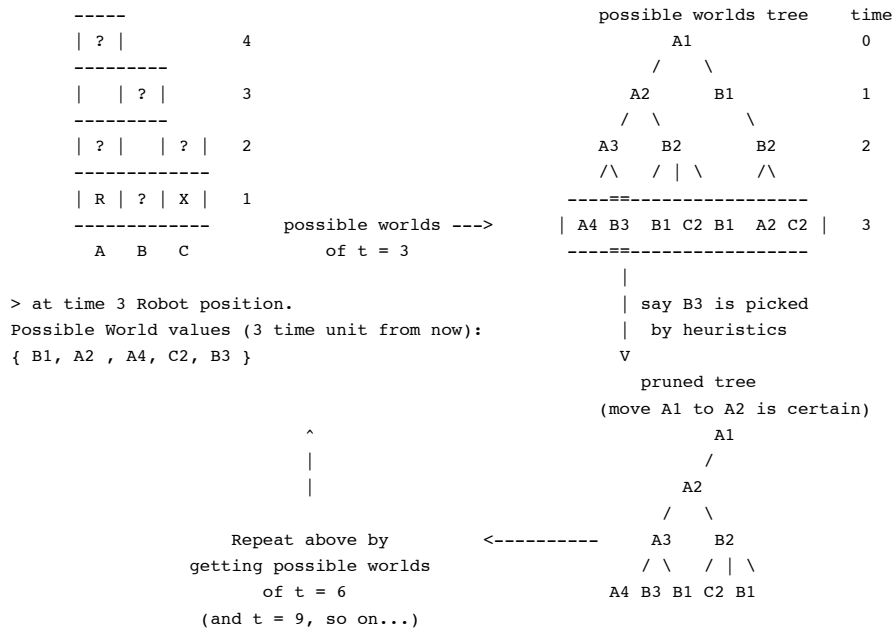 -----                                                possible worlds tree    time
| ? |            4                                          A1                0
---------                                                 /    \
|   | ? |        3                                      A2      B1            1
---------                                              /  \         \
| ? |   | ? |    2                                   A3    B2       B2        2
-------------                                        /\   / | \     /\
| R | ? | X |    1                                ----==-----------------
-------------        possible worlds --->        | A4 B3  B1 C2 B1  A2 C2 |   3
A   B   C              of t = 3                   ----==-----------------
|
> at time 3 Robot position.                            | say B3 is picked
Possible World values (3 time unit from now):          |  by heuristics
{ B1, A2 , A4, C2, B3 }                                V
pruned tree
(move A1 to A2 is certain)
^                                        A1
|                                       /
|                                     A2
/   \
Repeat above by         <----------    A3    B2
getting possible worlds                    / \  / | \
of t = 6                             A4 B3 B1 C2 B1
(and t = 9, so on...)